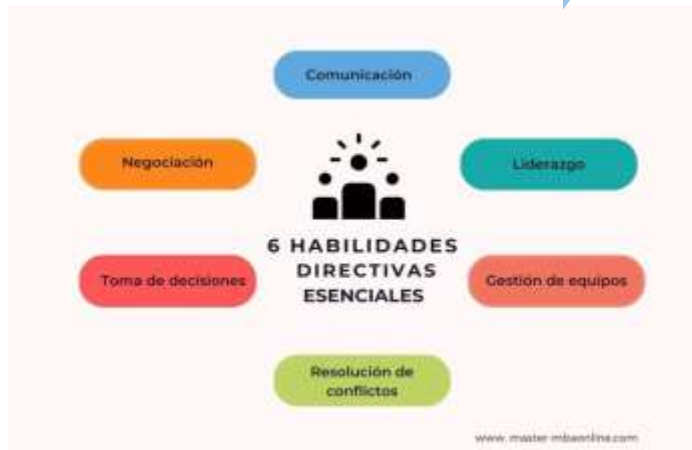 Comunicación
Negociación
Liderazgo
6 HABILIDADES
DIRECTIVAS
ESENCIALES
Toma de decisiones
Gestión de equipos
Resolución de
conflictos
www.master-mbaonline.com